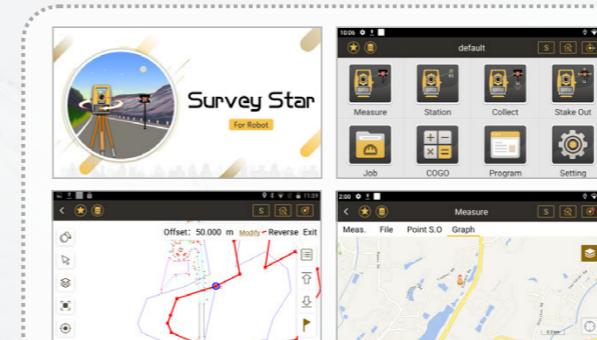 Survey Star
For Robot
10:06
default
S
Measure
Station
Collect
Stake Out
Job
COGO
Program
Setting
11:39
S
Offset: 50.000 m Modify Reverse Exit
2:00
Measure
S
Meas. File Point S.O Graph